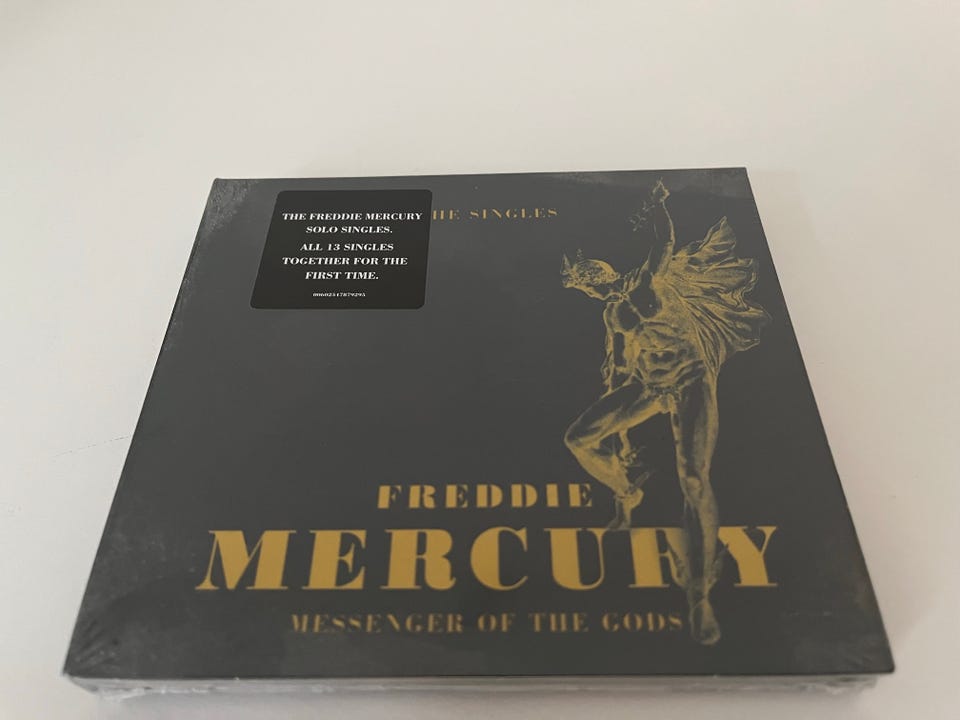 THE FREDDIE MERCURY
SOLO SINGLES.
ALL 13 SINGLES
TOGETHER FOR THE
FIRST TIME.
00602547879295
HE SINGLES
FREDDIE
MERCURY
MESSENGER OF THE GODS